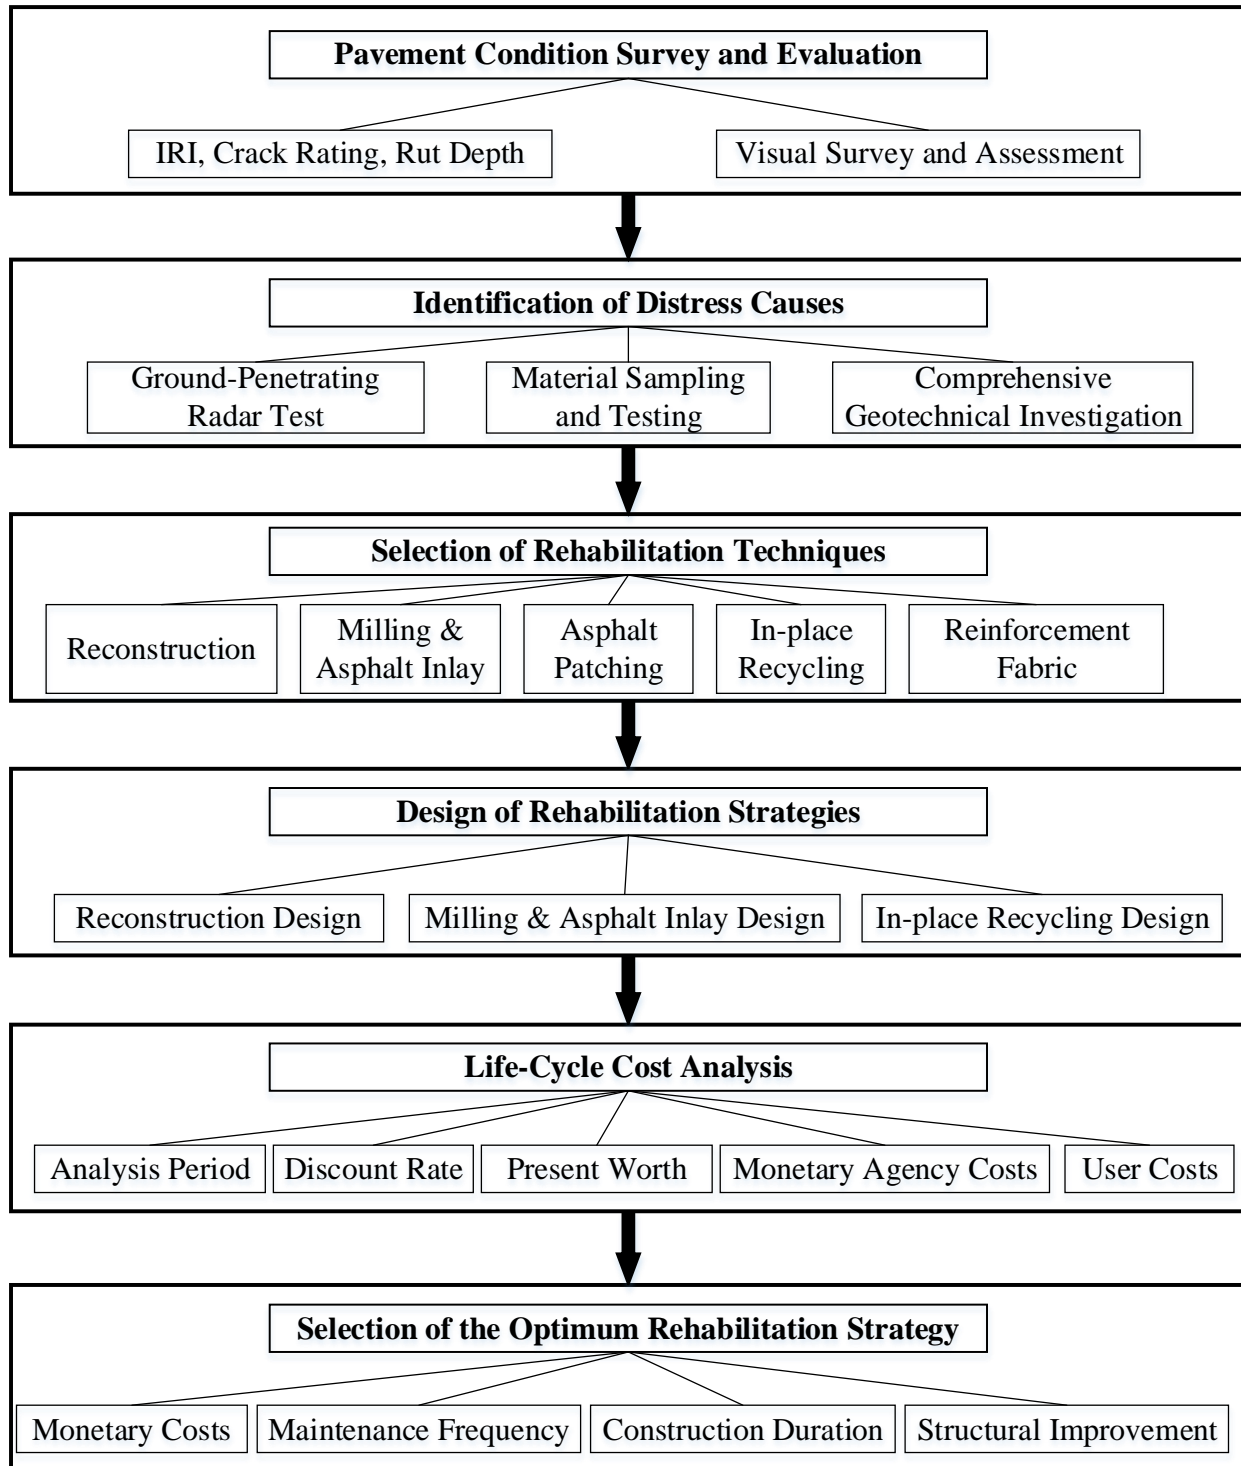 Pavement Condition Survey and Evaluation
IRI, Crack Rating, Rut Depth
Visual Survey and Assessment
Identification of Distress Causes
Ground-Penetrating
Radar Test
Material Sampling
and Testing
Comprehensive
Geotechnical Investigation
Selection of Rehabilitation Techniques
Reconstruction
Milling &
Asphalt Inlay
Asphalt
Patching
In-place
Recycling
Reinforcement
Fabric
Design of Rehabilitation Strategies
Reconstruction Design
Milling & Asphalt Inlay Design
In-place Recycling Design
Life-Cycle Cost Analysis
Analysis Period
Discount Rate
Present Worth
Monetary Agency Costs
User Costs
Selection of the Optimum Rehabilitation Strategy
Monetary Costs
Maintenance Frequency
Construction Duration
Structural Improvement